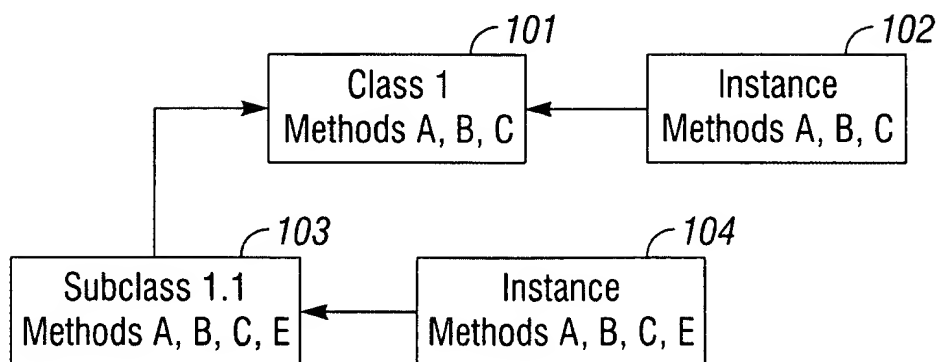 101
Class 1
Methods A, B, C
102
Instance
Methods A, B, C
103
Subclass 1.1
Methods A, B, C, E
104
Instance
Methods A, B, C, E